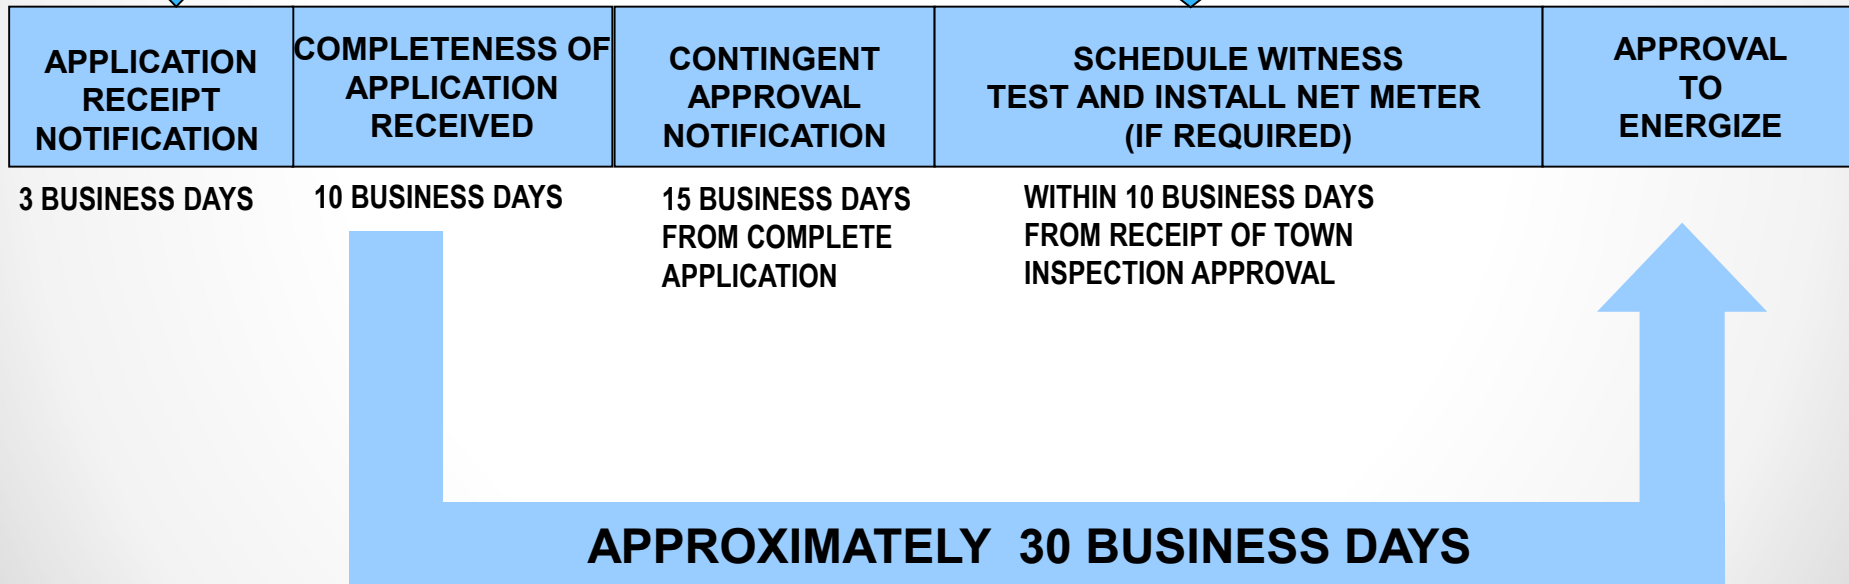 APPLICATION
RECEIPT
NOTIFICATION
COMPLETENESS OF
APPLICATION
RECEIVED
CONTINGENT
APPROVAL
NOTIFICATION
SCHEDULE WITNESS
TEST AND INSTALL NET METER
(IF REQUIRED)
APPROVAL
TO
ENERGIZE
3 BUSINESS DAYS
10 BUSINESS DAYS
15 BUSINESS DAYS
FROM COMPLETE
APPLICATION
WITHIN 10 BUSINESS DAYS
FROM RECEIPT OF TOWN
INSPECTION APPROVAL
APPROXIMATELY 30 BUSINESS DAYS